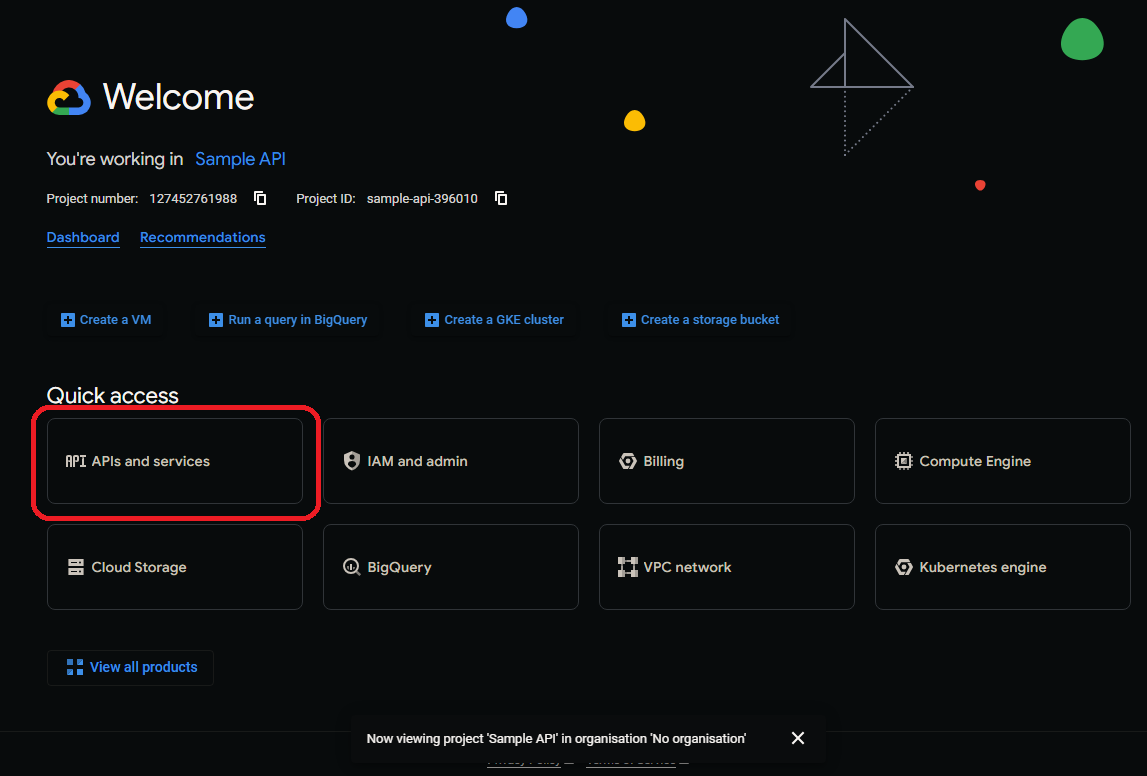 Welcome
You're working in Sample API
Project number: 127452761988 Project ID: sample-api-396010
Dashboard Recommendations
Create a VM Run a query in BigQuery Create a GKE cluster Create a storage bucket
Quick access
API APIs and services IAM and admin Billing Compute Engine
Cloud Storage BigQuery VPC network Kubernetes engine
View all products
Now viewing project 'Sample API' in organisation 'No organisation'